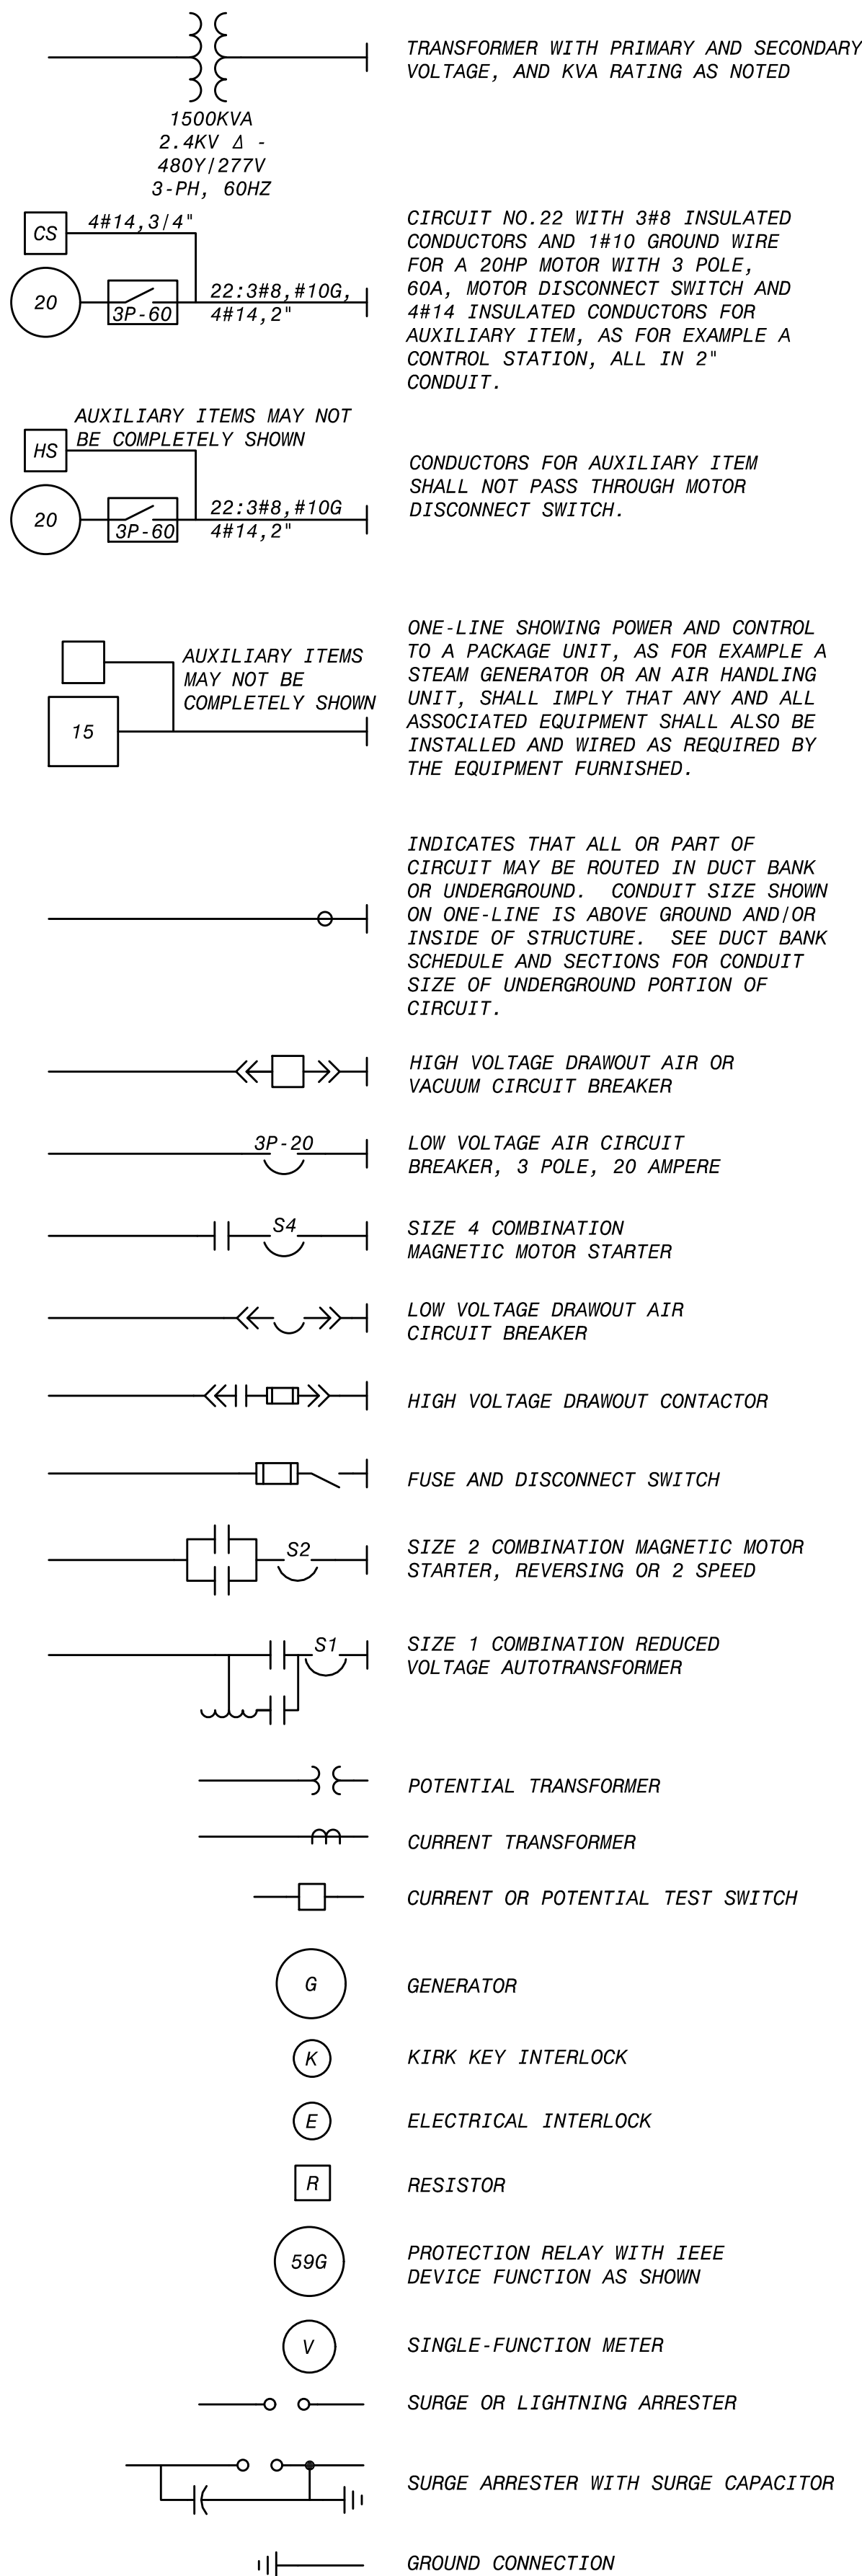 TRANSFORMER WITH PRIMARY AND SECONDARY
VOLTAGE, AND KVA RATING AS NOTED
1500KVA
2.4KV Δ -
480Y/277V
3-PH, 60HZ
CS
4#14,3/4"
20
3P-60
22:3#8,#10G,
4#14,2"
CIRCUIT NO.22 WITH 3#8 INSULATED
CONDUCTORS AND 1#10 GROUND WIRE
FOR A 20HP MOTOR WITH 3 POLE,
60A, MOTOR DISCONNECT SWITCH AND
4#14 INSULATED CONDUCTORS FOR
AUXILIARY ITEM, AS FOR EXAMPLE A
CONTROL STATION, ALL IN 2"
CONDUIT.
AUXILIARY ITEMS MAY NOT
BE COMPLETELY SHOWN
HS
20
3P-60
22:3#8,#10G
4#14,2"
CONDUCTORS FOR AUXILIARY ITEM
SHALL NOT PASS THROUGH MOTOR
DISCONNECT SWITCH.
AUXILIARY ITEMS
MAY NOT BE
COMPLETELY SHOWN
15
ONE-LINE SHOWING POWER AND CONTROL
TO A PACKAGE UNIT, AS FOR EXAMPLE A
STEAM GENERATOR OR AN AIR HANDLING
UNIT, SHALL IMPLY THAT ANY AND ALL
ASSOCIATED EQUIPMENT SHALL ALSO BE
INSTALLED AND WIRED AS REQUIRED BY
THE EQUIPMENT FURNISHED.
INDICATES THAT ALL OR PART OF
CIRCUIT MAY BE ROUTED IN DUCT BANK
OR UNDERGROUND. CONDUIT SIZE SHOWN
ON ONE-LINE IS ABOVE GROUND AND/OR
INSIDE OF STRUCTURE. SEE DUCT BANK
SCHEDULE AND SECTIONS FOR CONDUIT
SIZE OF UNDERGROUND PORTION OF
CIRCUIT.
HIGH VOLTAGE DRAWOUT AIR OR
VACUUM CIRCUIT BREAKER
3P-20
LOW VOLTAGE AIR CIRCUIT
BREAKER, 3 POLE, 20 AMPERE
S4
SIZE 4 COMBINATION
MAGNETIC MOTOR STARTER
LOW VOLTAGE DRAWOUT AIR
CIRCUIT BREAKER
HIGH VOLTAGE DRAWOUT CONTACTOR
FUSE AND DISCONNECT SWITCH
S2
SIZE 2 COMBINATION MAGNETIC MOTOR
STARTER, REVERSING OR 2 SPEED
S1
SIZE 1 COMBINATION REDUCED
VOLTAGE AUTOTRANSFORMER
POTENTIAL TRANSFORMER
CURRENT TRANSFORMER
CURRENT OR POTENTIAL TEST SWITCH
G
GENERATOR
K
KIRK KEY INTERLOCK
E
ELECTRICAL INTERLOCK
R
RESISTOR
59G
PROTECTION RELAY WITH IEEE
DEVICE FUNCTION AS SHOWN
V
SINGLE-FUNCTION METER
SURGE OR LIGHTNING ARRESTER
SURGE ARRESTER WITH SURGE CAPACITOR
GROUND CONNECTION